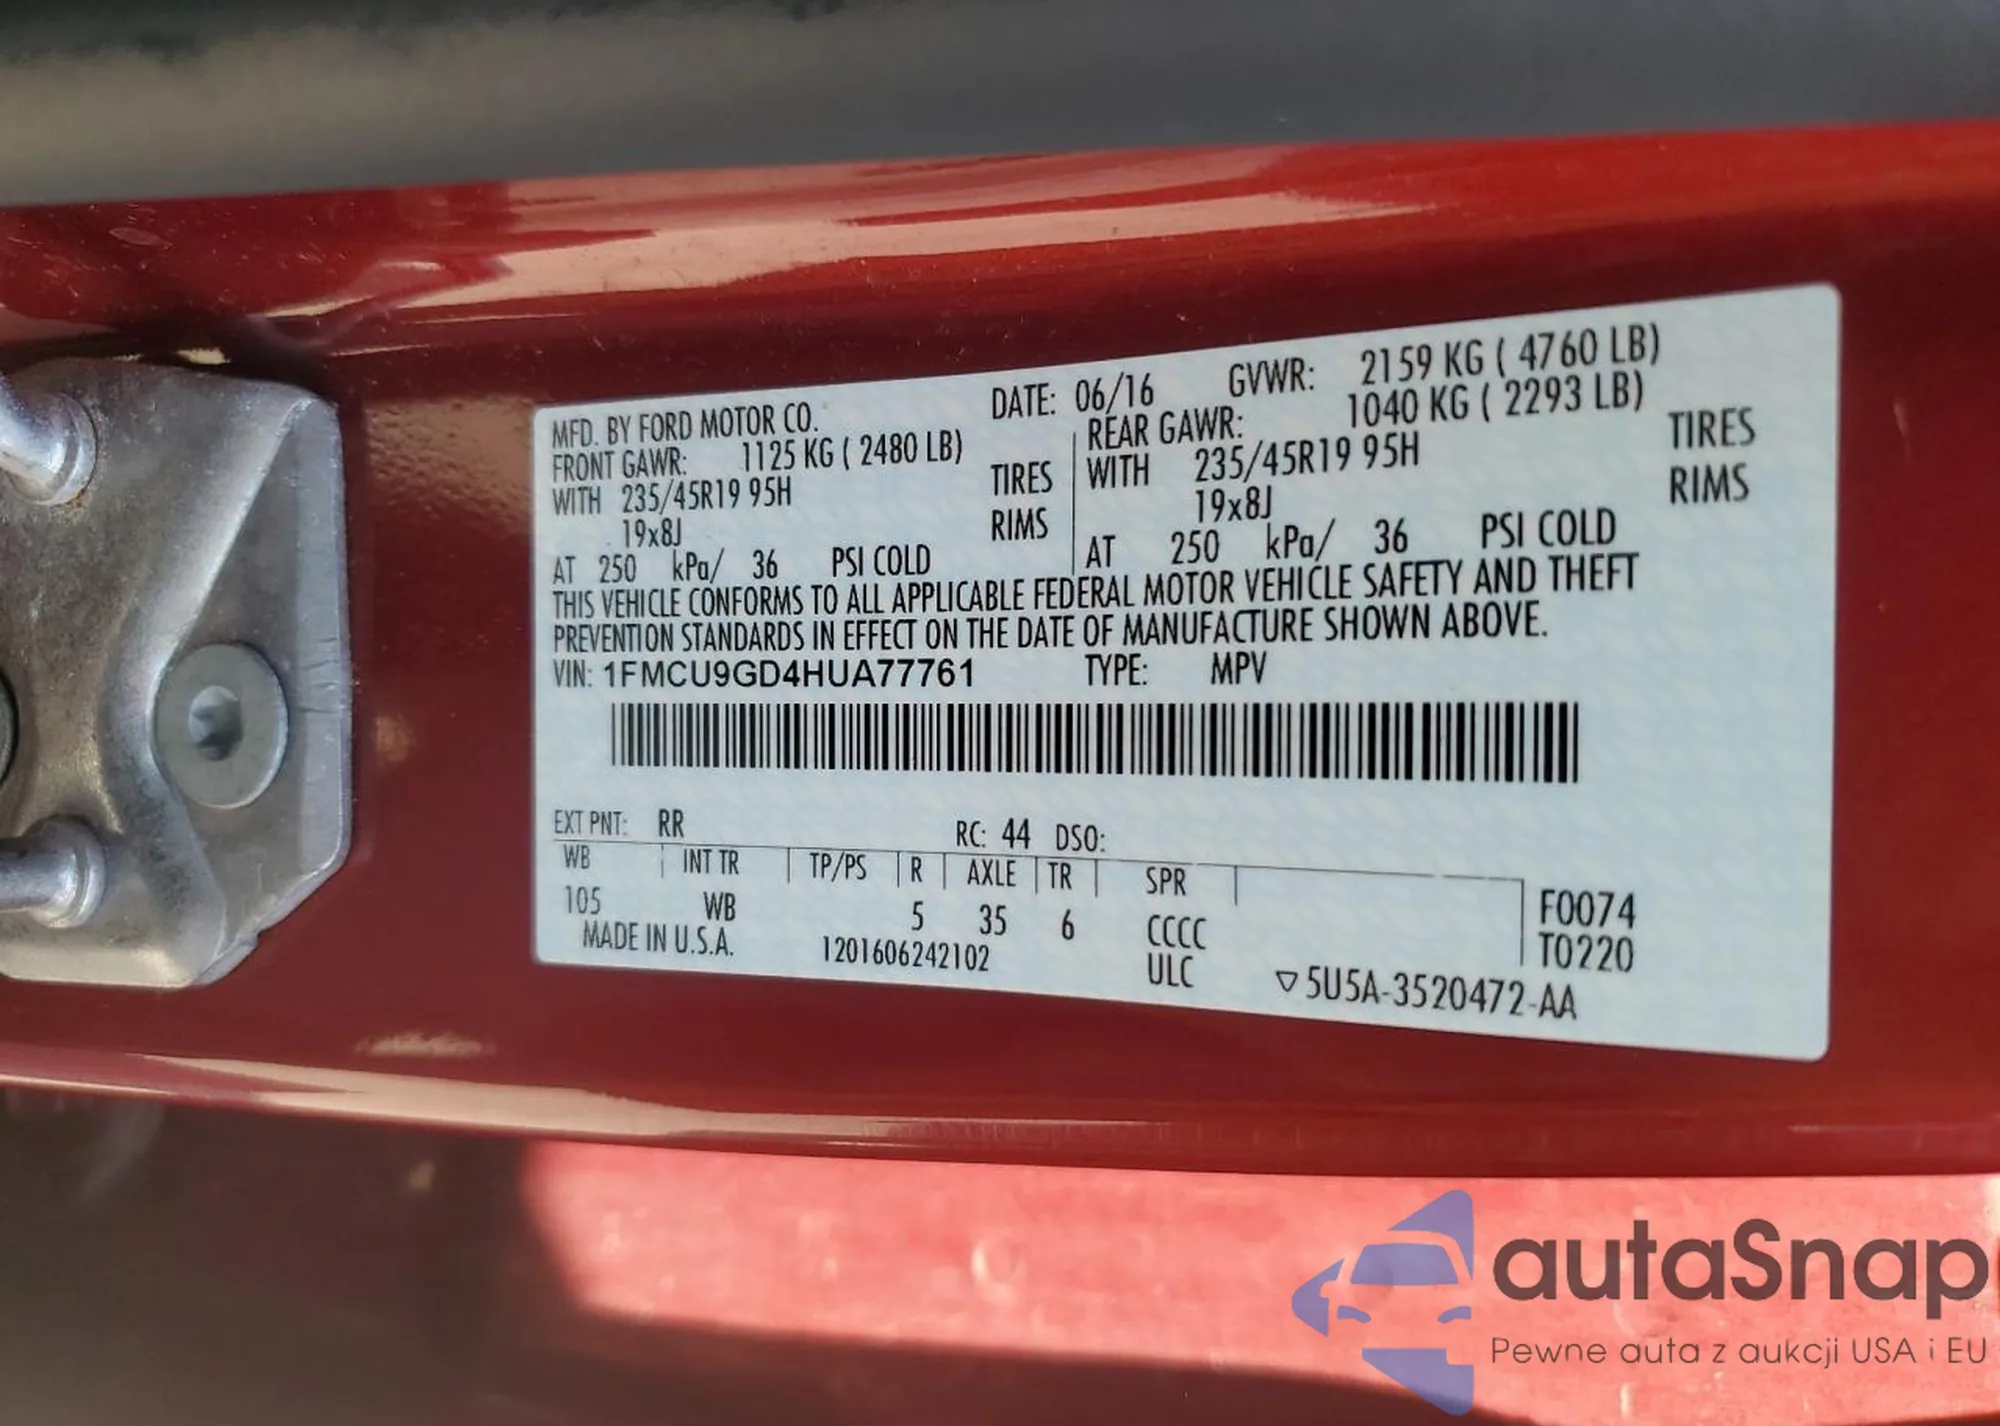 MFD. BY FORD MOTOR CO. DATE: 06/16 GVWR: 2159 KG ( 4760 LB)
FRONT GAWR: 1125 KG ( 2480 LB) REAR GAWR: 1040 KG ( 2293 LB)
WITH 235/45R19 95H TIRES WITH 235/45R19 95H TIRES
19x8J RIMS 19x8J RIMS
AT 250 kPa/ 36 PSI COLD AT 250 kPa/ 36 PSI COLD
THIS VEHICLE CONFORMS TO ALL APPLICABLE FEDERAL MOTOR VEHICLE SAFETY AND THEFT
PREVENTION STANDARDS IN EFFECT ON THE DATE OF MANUFACTURE SHOWN ABOVE.
VIN: 1FMCU9GD4HUA77761 TYPE: MPV
EXT PNT: RR RC: 44 DSO:
WB INT TR TP/PS R AXLE TR SPR
105 WB 5 35 6 CCCC F0074
MADE IN U.S.A. 1201606242102 ULC T0220
5U5A-3520472-AA
autaSnap
Pewne auta z aukcji USA i EU